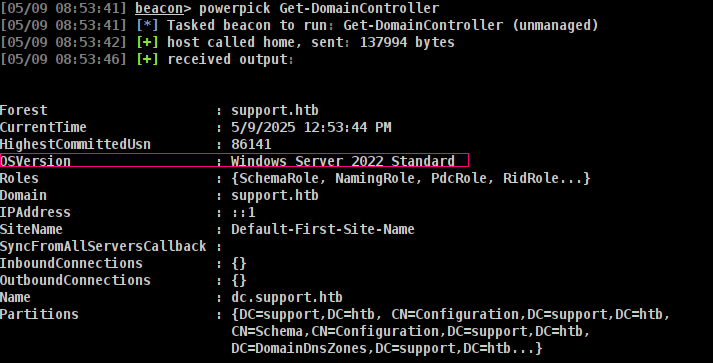 [05/09 08:53:41] beacon> powerpick Get-DomainController
[05/09 08:53:41] [*] Tasked beacon to run: Get-DomainController (unmanaged)
[05/09 08:53:42] [+] host called home, sent: 137994 bytes
[05/09 08:53:46] [+] received output:
Forest : support.htb
CurrentTime : 5/9/2025 12:53:44 PM
HighestCommittedUsn : 86141
OSVersion : Windows Server 2022 Standard
Roles : {SchemaRole, NamingRole, PdcRole, RidRole...}
Domain : support.htb
IPAddress : ::1
SiteName : Default-First-Site-Name
SyncFromAllServersCallback :
InboundConnections : {}
OutboundConnections : {}
Name : dc.support.htb
Partitions : {DC=support,DC=htb, CN=Configuration,DC=support,DC=htb,
CN=Schema,CN=Configuration,DC=support,DC=htb,
DC=DomainDnsZones,DC=support,DC=htb...}